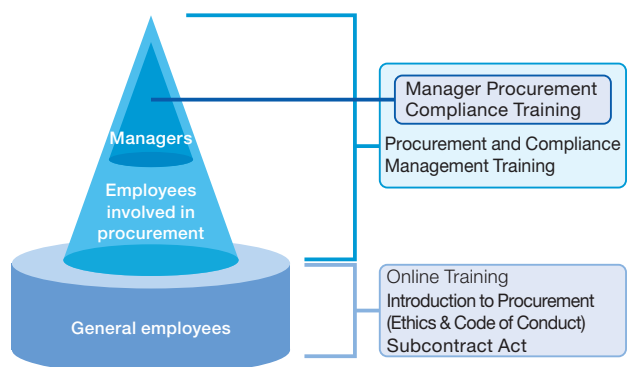 Managers
Employees
involved in
procurement
General employees
Manager Procurement
Compliance Training
Procurement and Compliance
Management Training
Online Training
Introduction to Procurement
(Ethics & Code of Conduct)
Subcontract Act